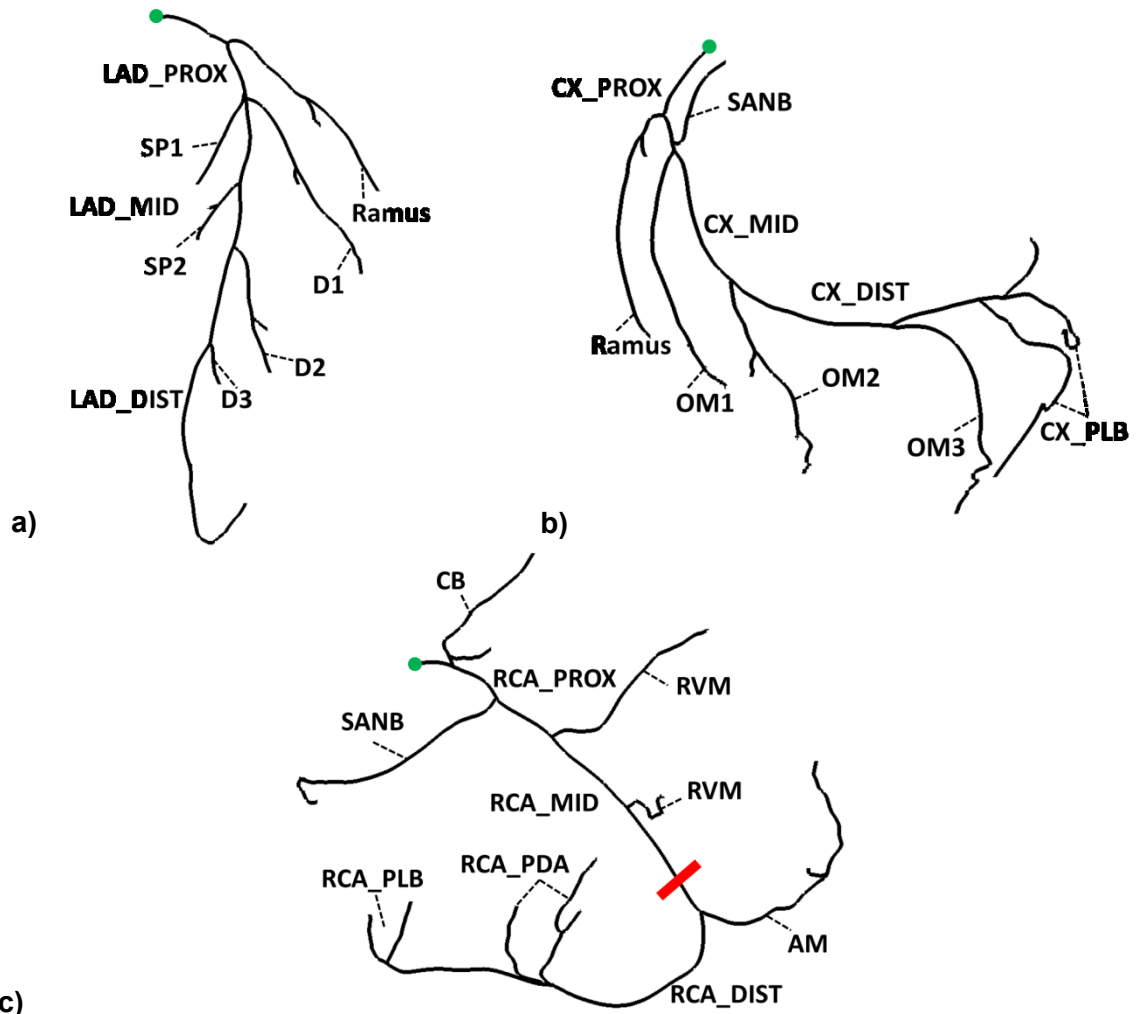 LAD_PROX
SP1
LAD_MID
Ramus
SP2
D1
D2
LAD_DIST
D3
a)
CX_PROX
SANB
CX_MID
CX_DIST
Ramus
OM1
OM2
OM3
CX_PLB
b)
CB
RCA_PROX
RVM
SANB
RCA_MID
RVM
RCA_PDA
RCA_PLB
AM
RCA_DIST
c)